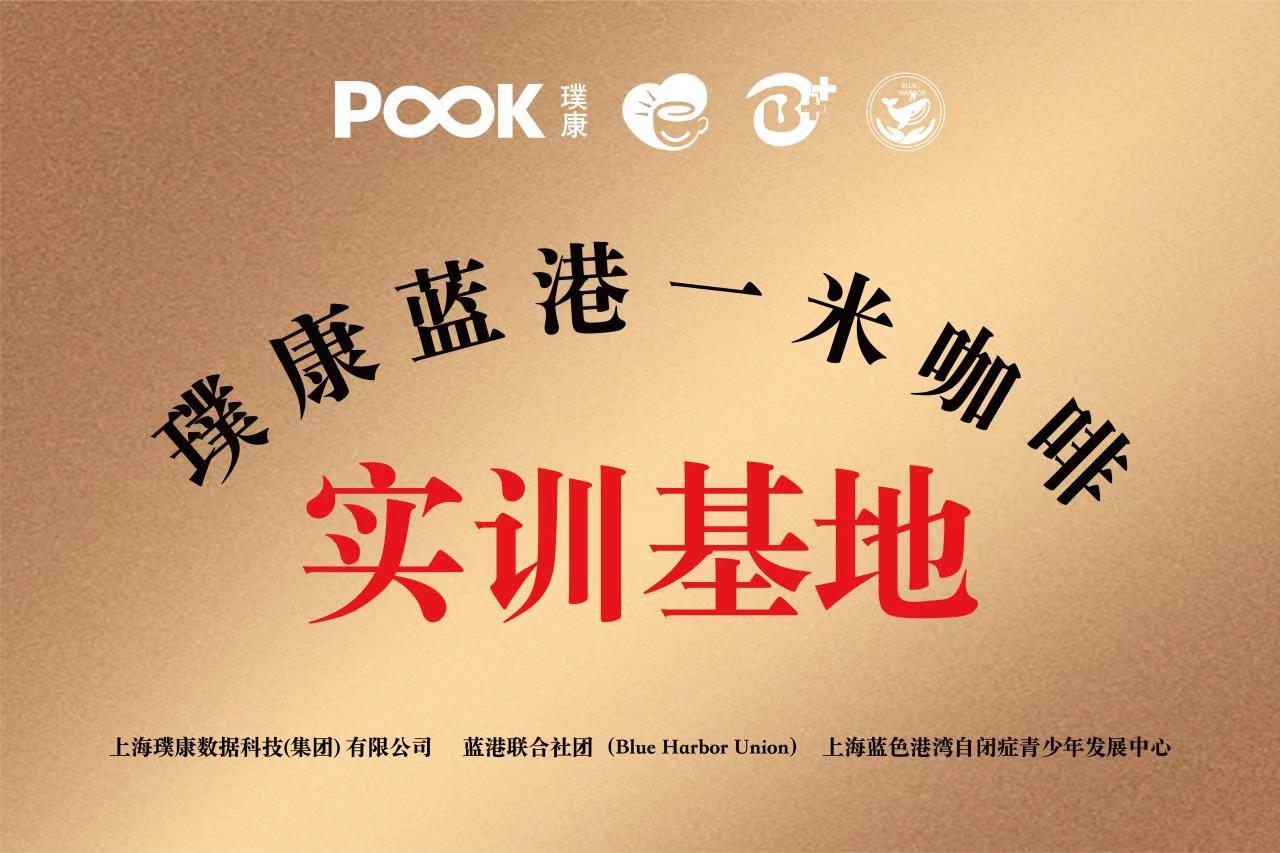 POOK 璞康
B++
BLUE HARBOR
璞康蓝港一米咖啡
实训基地
上海璞康数据科技(集团)有限公司 蓝港联合社团（Blue Harbor Union） 上海蓝色港湾自闭症青少年发展中心